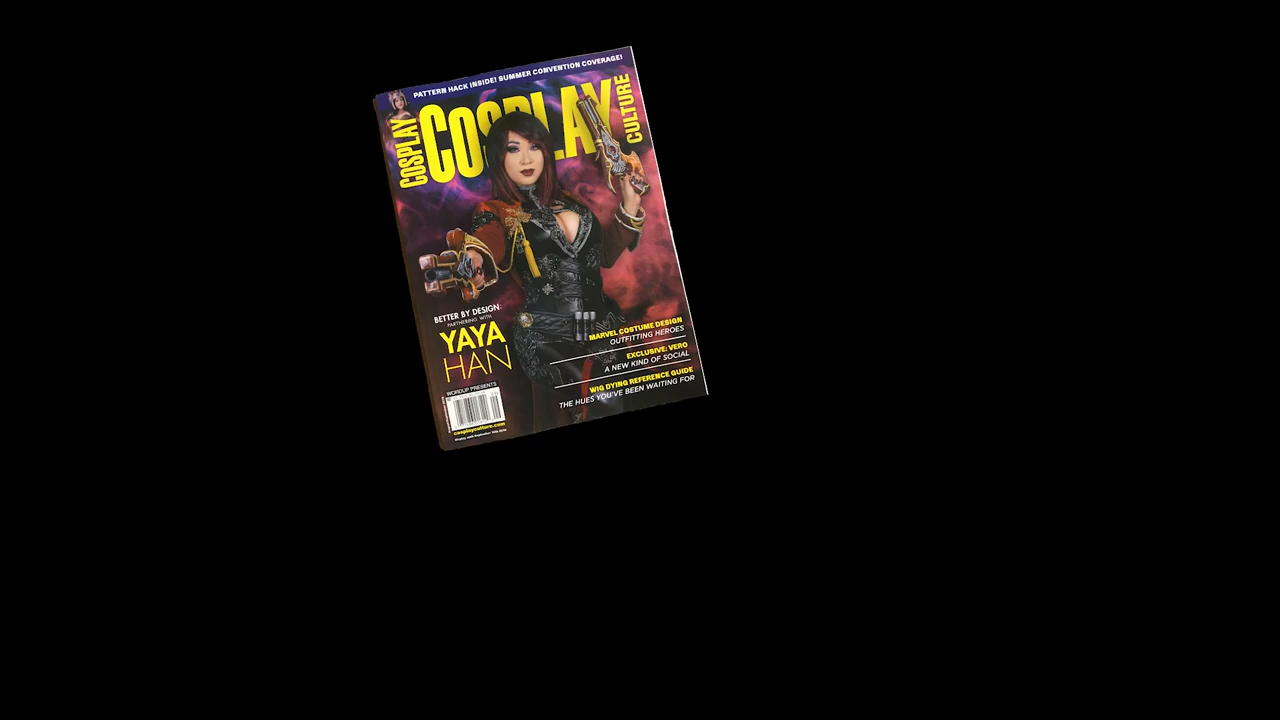 PATTERN HACK INSIDE! SUMMER CONVENTION COVERAGE!
COSPLAY
COSPLAY
CULTURE
BETTER BY DESIGN:
PARTNERING WITH
YAYA
HAN
MARVEL COSTUME DESIGN
OUTFITTING HEROES
EXCLUSIVE: VERO
A NEW KIND OF SOCIAL
WIG DYING REFERENCE GUIDE
THE HUES YOU'VE BEEN WAITING FOR
WORDUP PRESENTS
cosplayculture.com